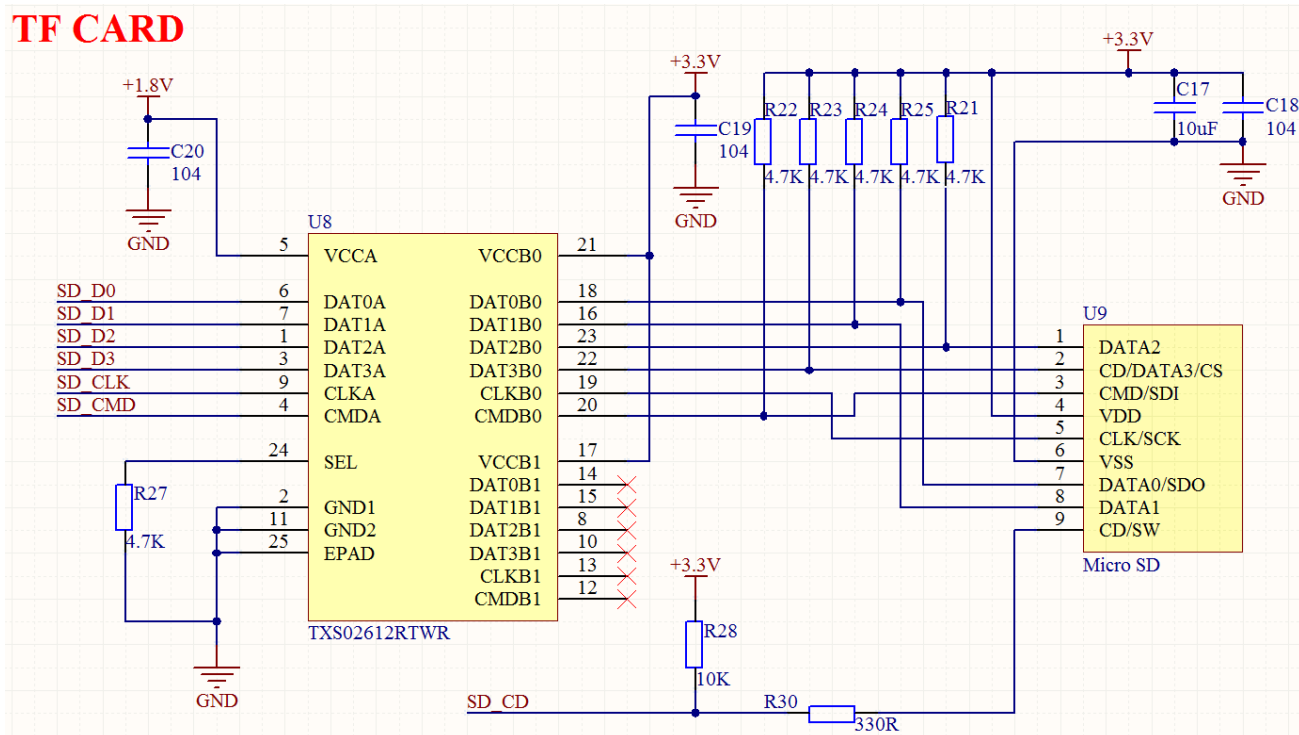 TF CARD
+3.3V
+3.3V
+1.8V
C17
C18
10uF
104
R22
R23
R24
R25
R21
C19
104
C20
104
4.7K
4.7K
4.7K
4.7K
4.7K
GND
GND
GND
U8
5
VCCA
VCCB0
21
SD_D0
6
DAT0A
DAT0B0
18
SD_D1
7
DAT1A
DAT1B0
16
U9
SD_D2
1
DAT2A
DAT2B0
23
1
DATA2
SD_D3
3
DAT3A
DAT3B0
22
2
CD/DATA3/CS
SD_CLK
9
CLKA
CLKB0
19
3
CMD/SDI
SD_CMD
4
CMDA
CMDB0
20
4
VDD
5
CLK/SCK
24
SEL
VCCB1
17
6
VSS
DAT0B1
14
7
DATA0/SDO
R27
2
GND1
DAT1B1
15
8
DATA1
11
GND2
DAT2B1
8
9
CD/SW
4.7K
25
EPAD
DAT3B1
10
Micro SD
CLKB1
13
+3.3V
CMDB1
12
TXS02612RTWR
R28
10K
GND
SD_CD
R30
330R